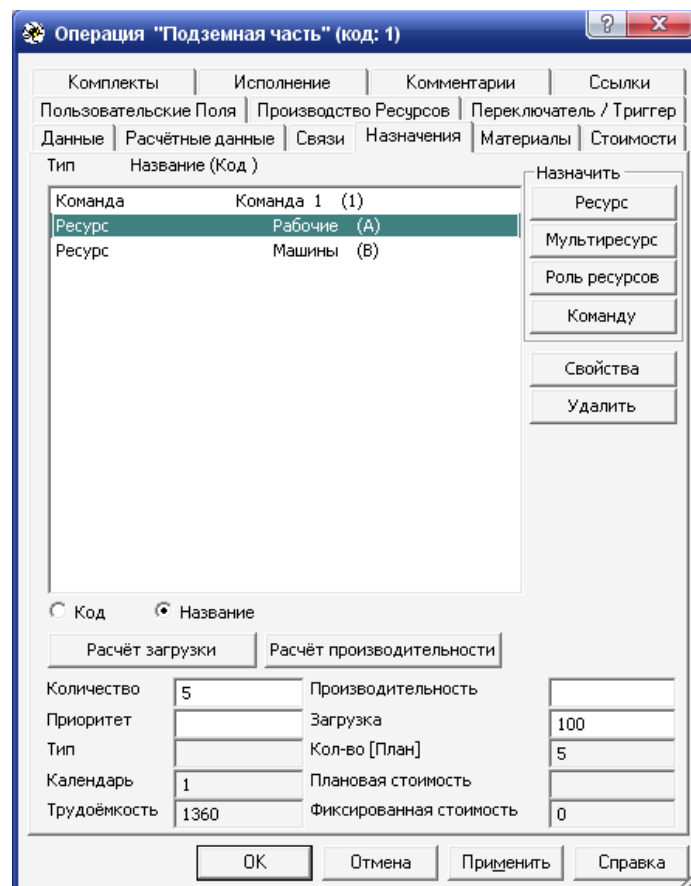 Операция "Подземная часть" (код: 1)
Комплекты Исполнение Комментарии Ссылки
Пользовательские Поля Производство Ресурсов Переключатель / Триггер
Данные Расчётные данные Связи Назначения Материалы Стоимости
Тип Название (Код )
Назначить
Команда Команда 1 (1)
Ресурс Рабочие (A)
Ресурс Машины (B)
Ресурс
Мультиресурс
Роль ресурсов
Команду
Свойства
Удалить
Код Название
Расчёт загрузки Расчёт производительности
Количество 5 Производительность
Приоритет Загрузка 100
Тип Кол-во [План] 5
Календарь 1 Плановая стоимость
Трудоёмкость 1360 Фиксированная стоимость 0
OK Отмена Применить Справка